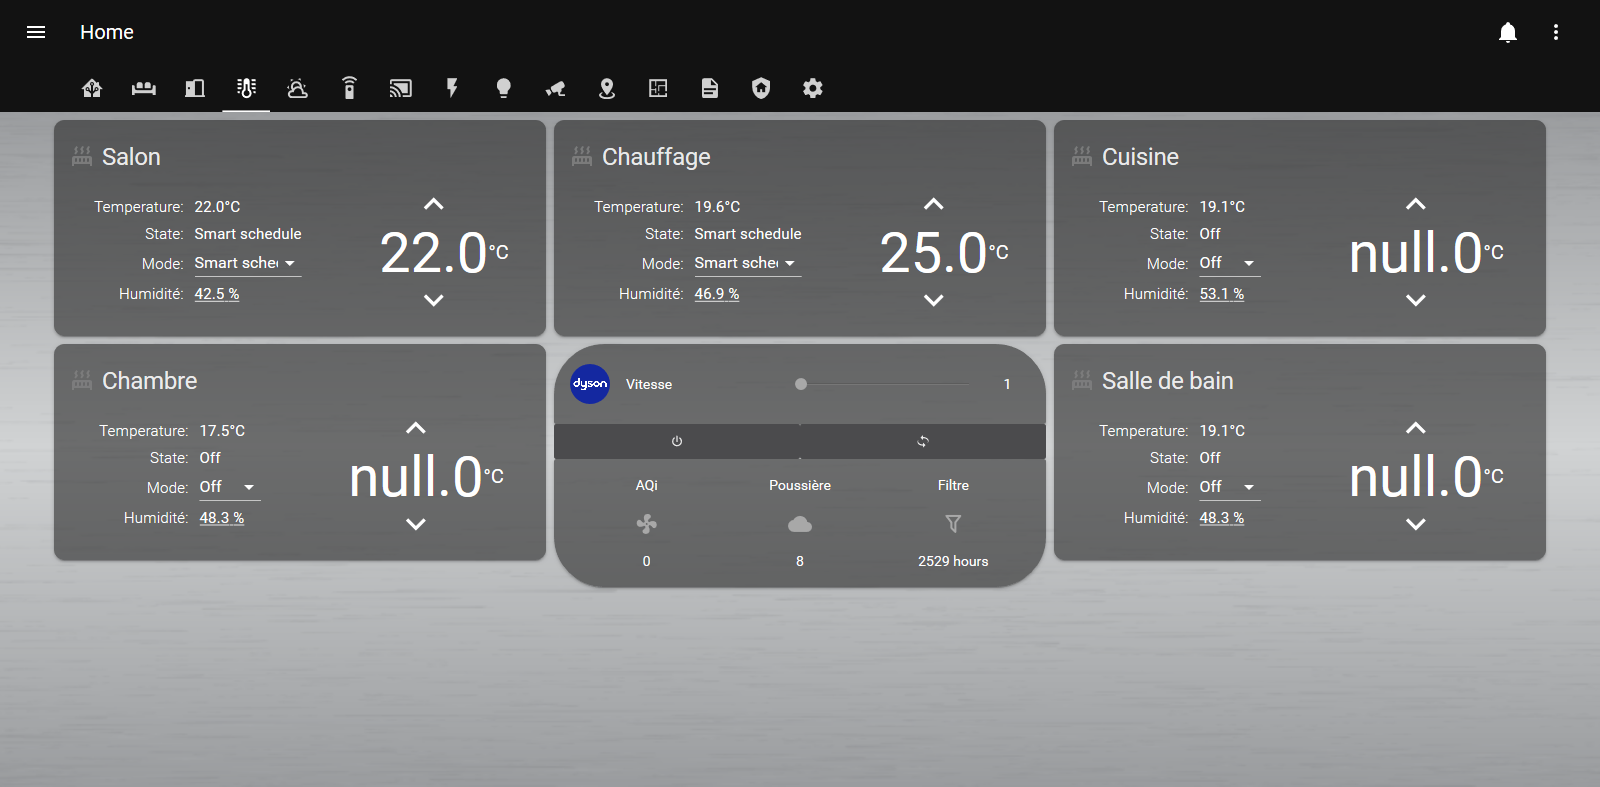 Home
Salon
Temperature: 22.0°C
State: Smart schedule
Mode: Smart sche
Humidité: 42.5 %
22.0°C
Chauffage
Temperature: 19.6°C
State: Smart schedule
Mode: Smart sche
Humidité: 46.9 %
25.0°C
Cuisine
Temperature: 19.1°C
State: Off
Mode: Off
Humidité: 53.1 %
null.0°C
Chambre
Temperature: 17.5°C
State: Off
Mode: Off
Humidité: 48.3 %
null.0°C
dyson Vitesse 1
AQi Poussière Filtre
0 8 2529 hours
Salle de bain
Temperature: 19.1°C
State: Off
Mode: Off
Humidité: 48.3 %
null.0°C